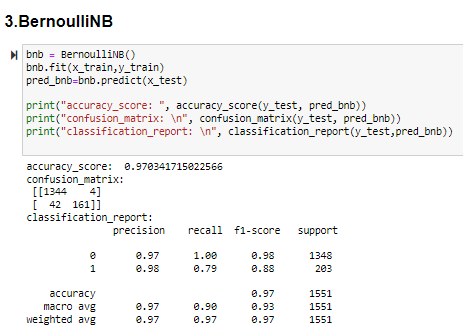 3.BernoulliNB
bnb = BernoulliNB()
bnb.fit(x_train,y_train)
pred_bnb=bnb.predict(x_test)
print("accuracy_score: ", accuracy_score(y_test, pred_bnb))
print("confusion_matrix: \n", confusion_matrix(y_test, pred_bnb))
print("classification_report: \n", classification_report(y_test,pred_bnb))
accuracy_score:  0.970341715022566
confusion_matrix:
 [[1344    4]
 [  42  161]]
classification_report:
              precision    recall  f1-score   support
           0       0.97      1.00      0.98      1348
           1       0.98      0.79      0.88       203
    accuracy                           0.97      1551
   macro avg       0.97      0.90      0.93      1551
weighted avg       0.97      0.97      0.97      1551